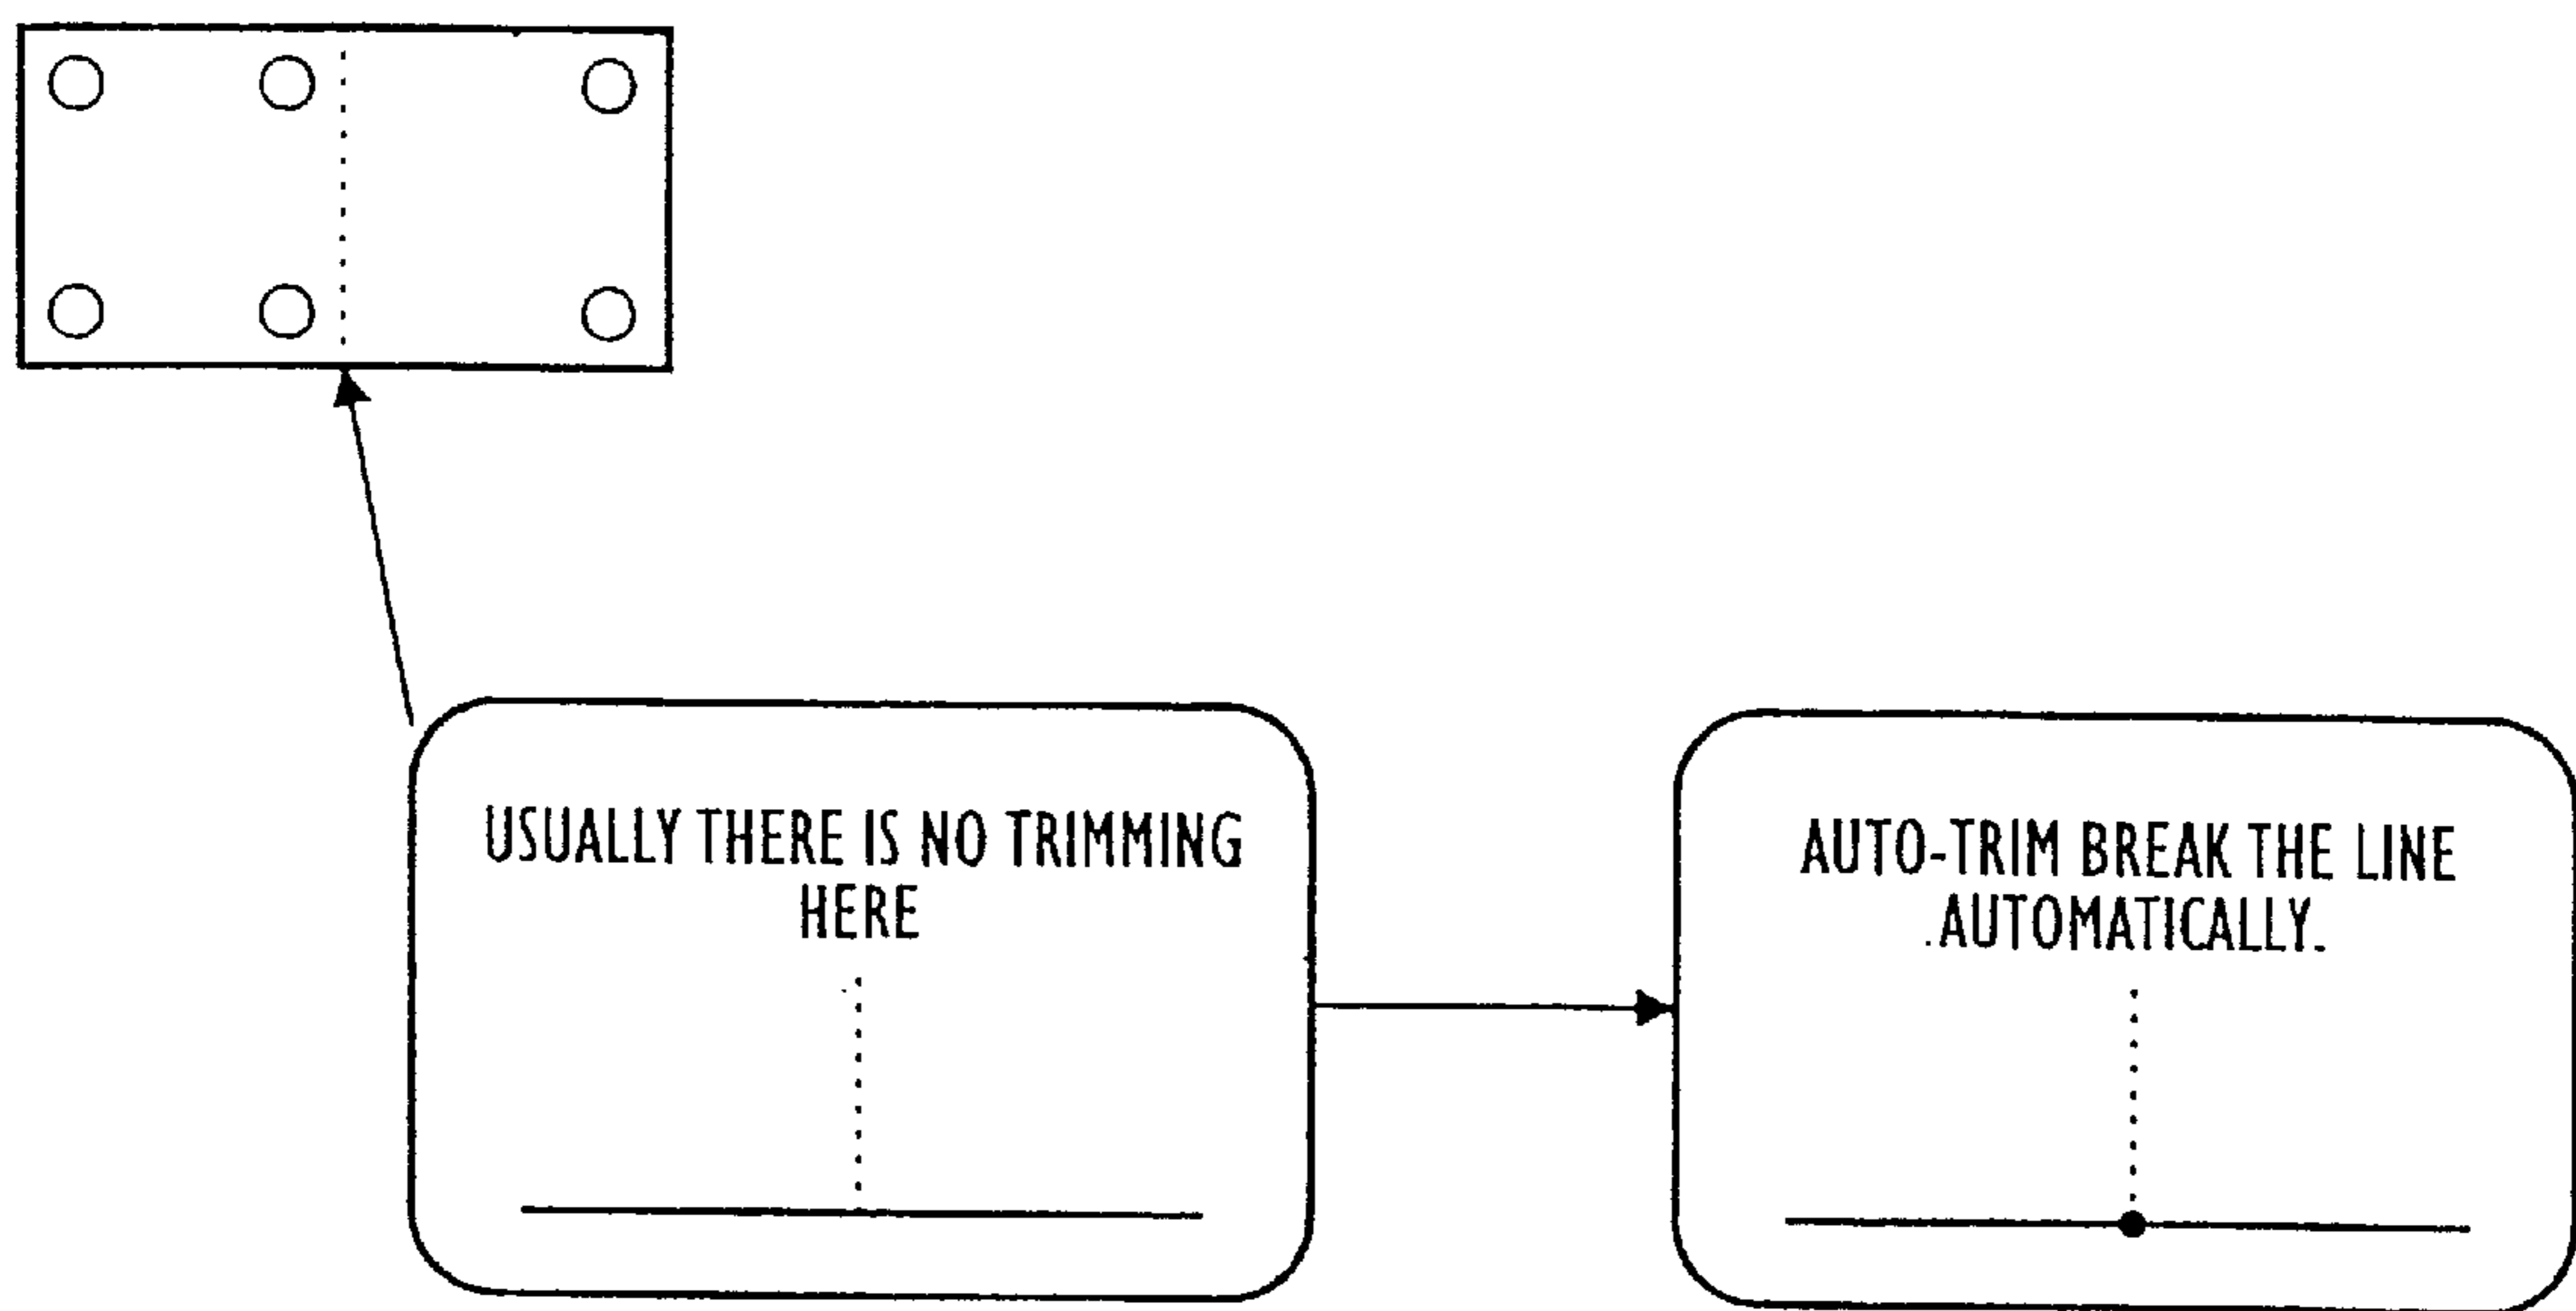 USUALLY THERE IS NO TRIMMING
HERE
AUTO-TRIM BREAK THE LINE
AUTOMATICALLY.